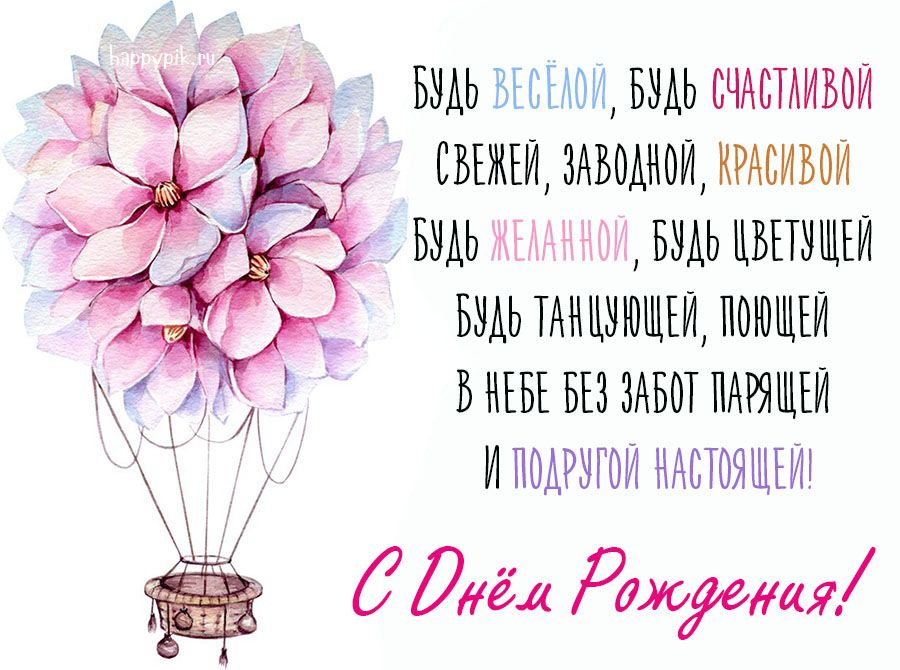 happypik.ru
Будь весёлой, будь счастливой
Свежей, заводной, красивой
Будь желанной, будь цветущей
Будь танцующей, поющей
В небе без забот парящей
И подругой настоящей!
С Днём Рождения!